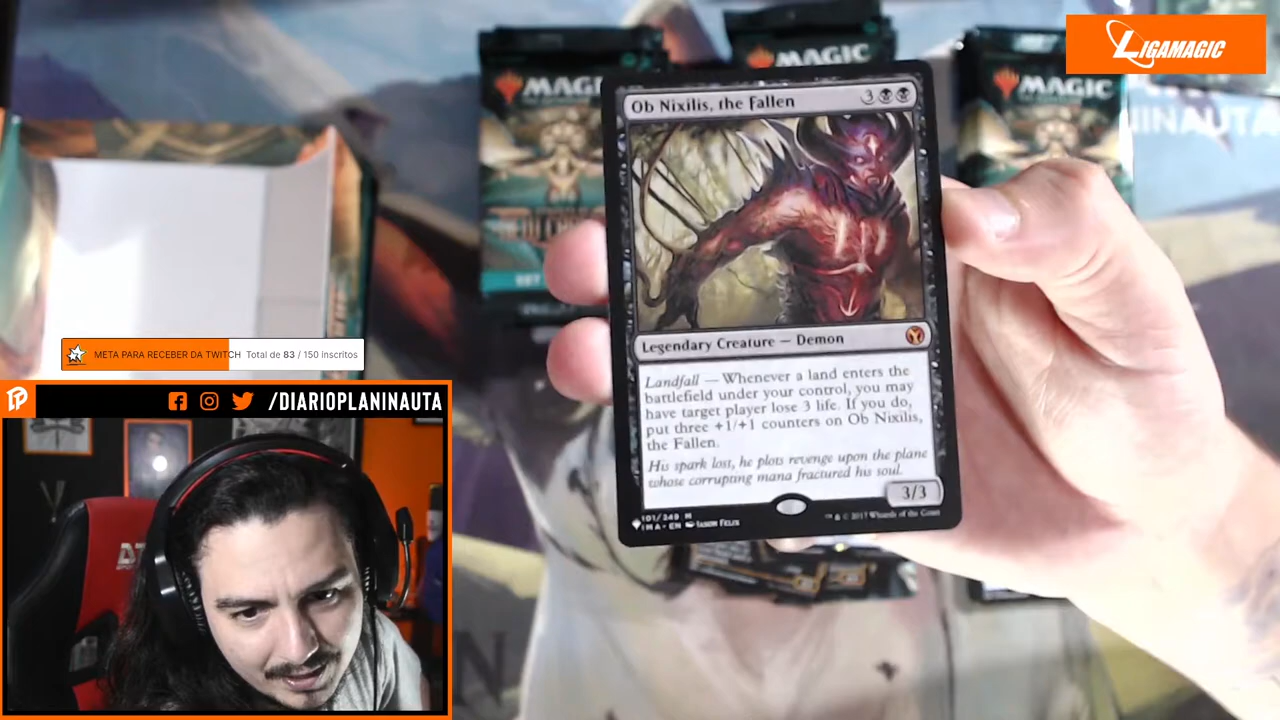 LIGAMAGIC
MAGIC
MAGIC
MAGIC
NINAUTA
Ob Nixilis, the Fallen 3
Legendary Creature — Demon
Landfall — Whenever a land enters the
battlefield under your control, you may
have target player lose 3 life. If you do,
put three +1/+1 counters on Ob Nixilis,
the Fallen.
His spark lost, he plots revenge upon the plane
whose corrupting mana fractured his soul.
3/3
101/249 M
IMA • EN Jason Felix
™ & © 2017 Wizards of the Coast
META PARA RECEBER DA TWITCH Total de 83 / 150 inscritos
/DIARIOPLANINAUTA